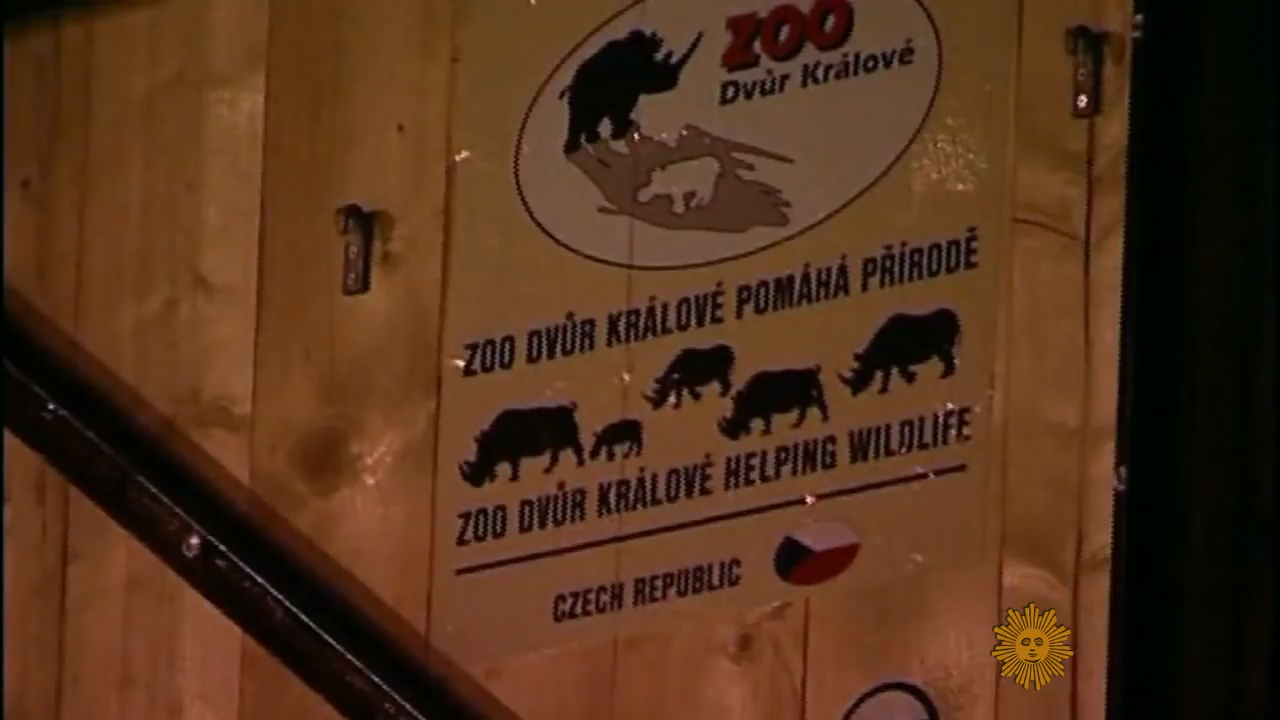 ZOO
Dvůr Králové
ZOO DVŮR KRÁLOVÉ POMÁHÁ PŘÍRODĚ
ZOO DVŮR KRÁLOVÉ HELPING WILDLIFE
CZECH REPUBLIC